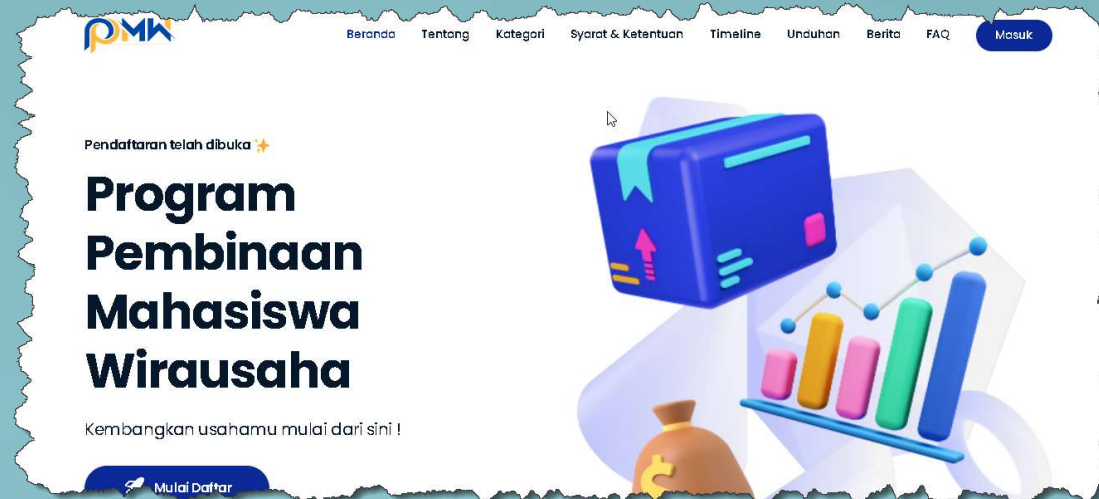 PMW
Beranda Tentang Kategori Syarat & Ketentuan Timeline Unduhan Berita FAQ Masuk
Pendaftaran telah dibuka ✨
Program
Pembinaan
Mahasiswa
Wirausaha
Kembangkan usahamu mulai dari sini !
Mulai Daftar